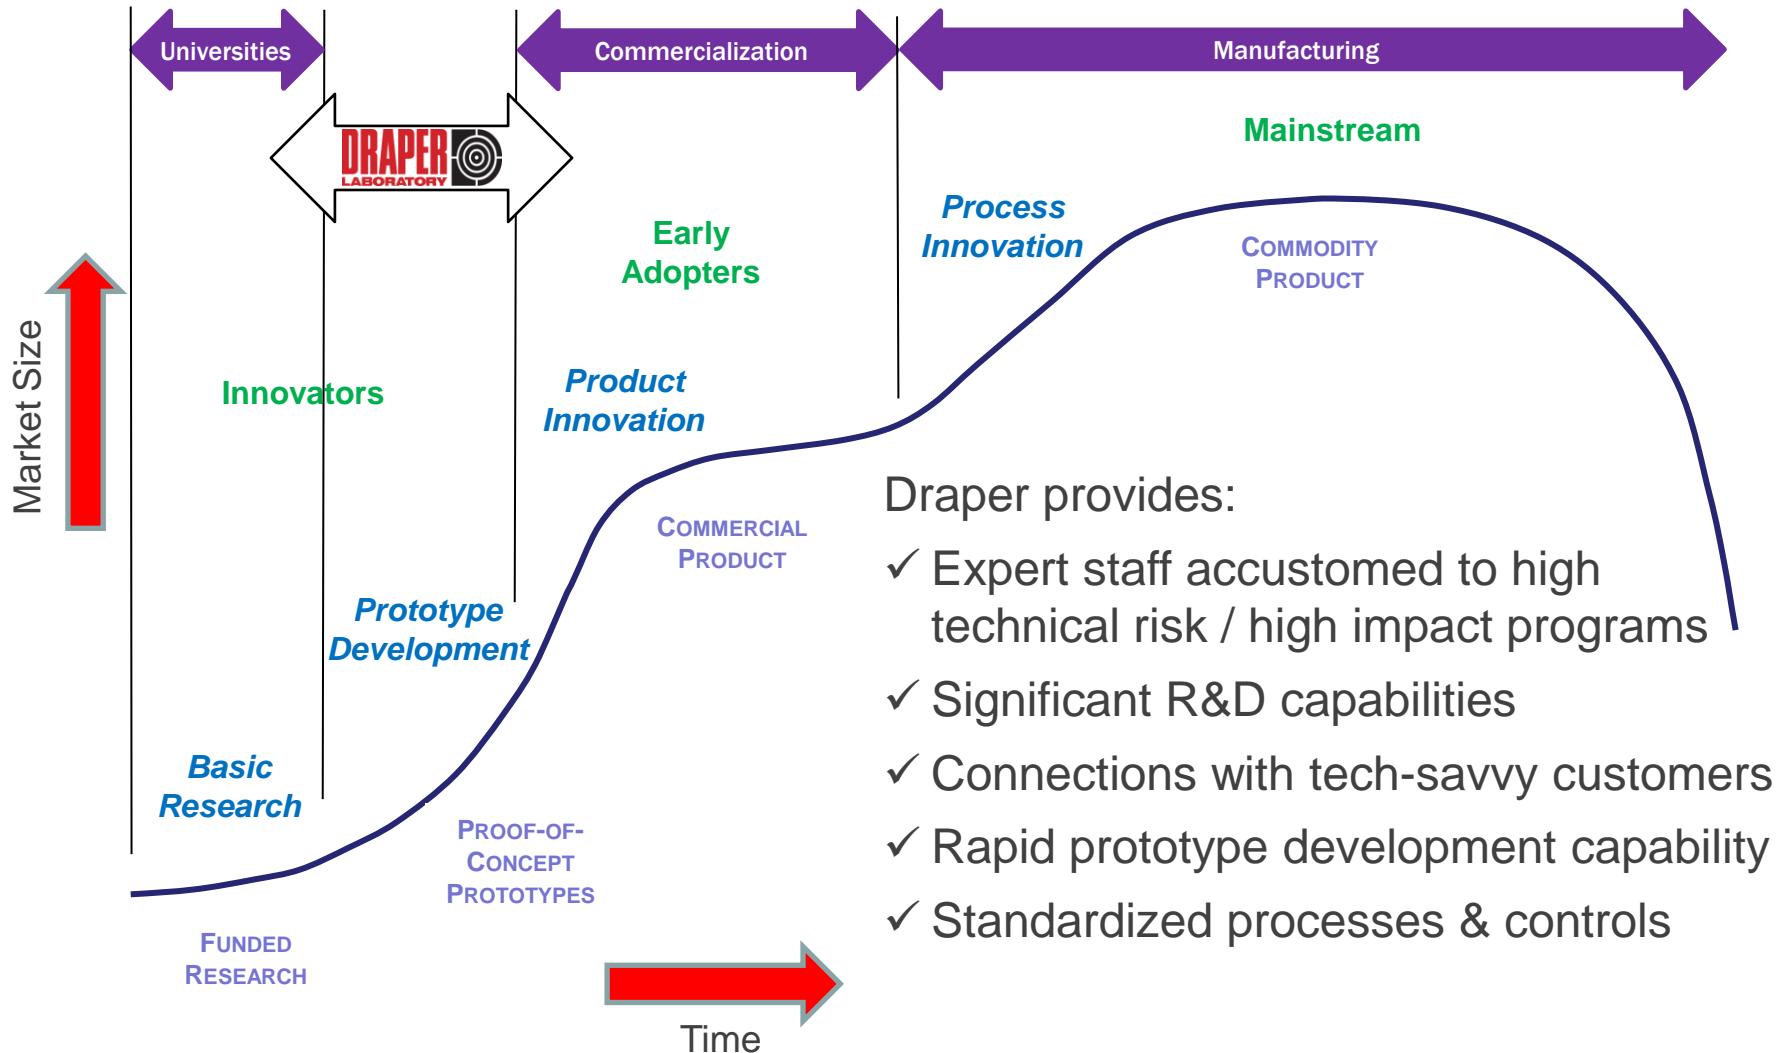 Universities
Commercialization
Manufacturing
DRAPER
LABORATORY
Mainstream
Process
Innovation
Early
Adopters
COMMODITY
PRODUCT
Market Size
Innovators
Product
Innovation
COMMERCIAL
PRODUCT
Prototype
Development
Basic
Research
PROOF-OF-
CONCEPT
PROTOTYPES
FUNDED
RESEARCH
Time
Draper provides:
✓ Expert staff accustomed to high
technical risk / high impact programs
✓ Significant R&D capabilities
✓ Connections with tech-savvy customers
✓ Rapid prototype development capability
✓ Standardized processes & controls